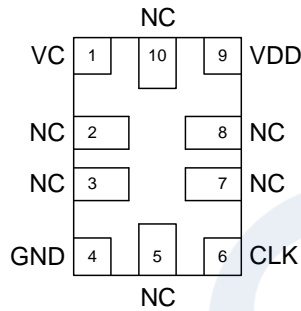 NC
VC 1 10 9 VDD
NC 2 8 NC
NC 3 7 NC
GND 4 5 6 CLK
NC